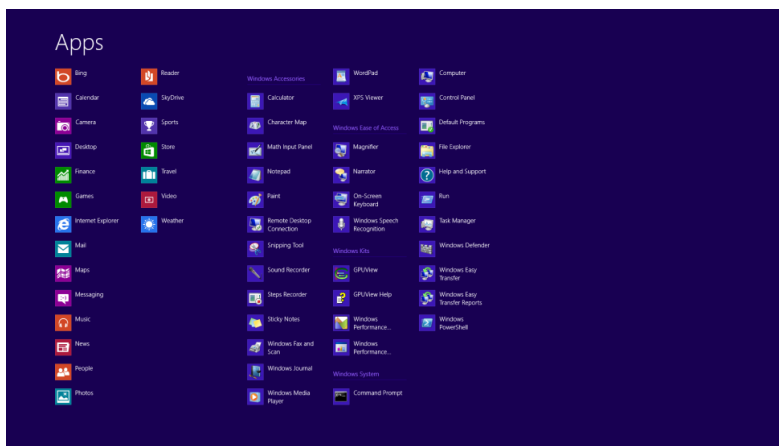 Apps
Bing
Calendar
Camera
Desktop
Finance
Games
Internet Explorer
Mail
Maps
Messaging
Music
News
People
Photos
Reader
SkyDrive
Sports
Store
Travel
Video
Weather
Windows Accessories
Calculator
Character Map
Math Input Panel
Notepad
Paint
Remote Desktop
Connection
Snipping Tool
Sound Recorder
Steps Recorder
Sticky Notes
Windows Fax and
Scan
Windows Journal
Windows Media
Player
WordPad
XPS Viewer
Windows Ease of Access
Magnifier
Narrator
On-Screen
Keyboard
Windows Speech
Recognition
Windows Kits
GPUView
GPUView Help
Windows
Performance...
Windows
Performance...
Windows System
Command Prompt
Computer
Control Panel
Default Programs
File Explorer
Help and Support
Run
Task Manager
Windows Defender
Windows Easy
Transfer
Windows Easy
Transfer Reports
Windows
PowerShell